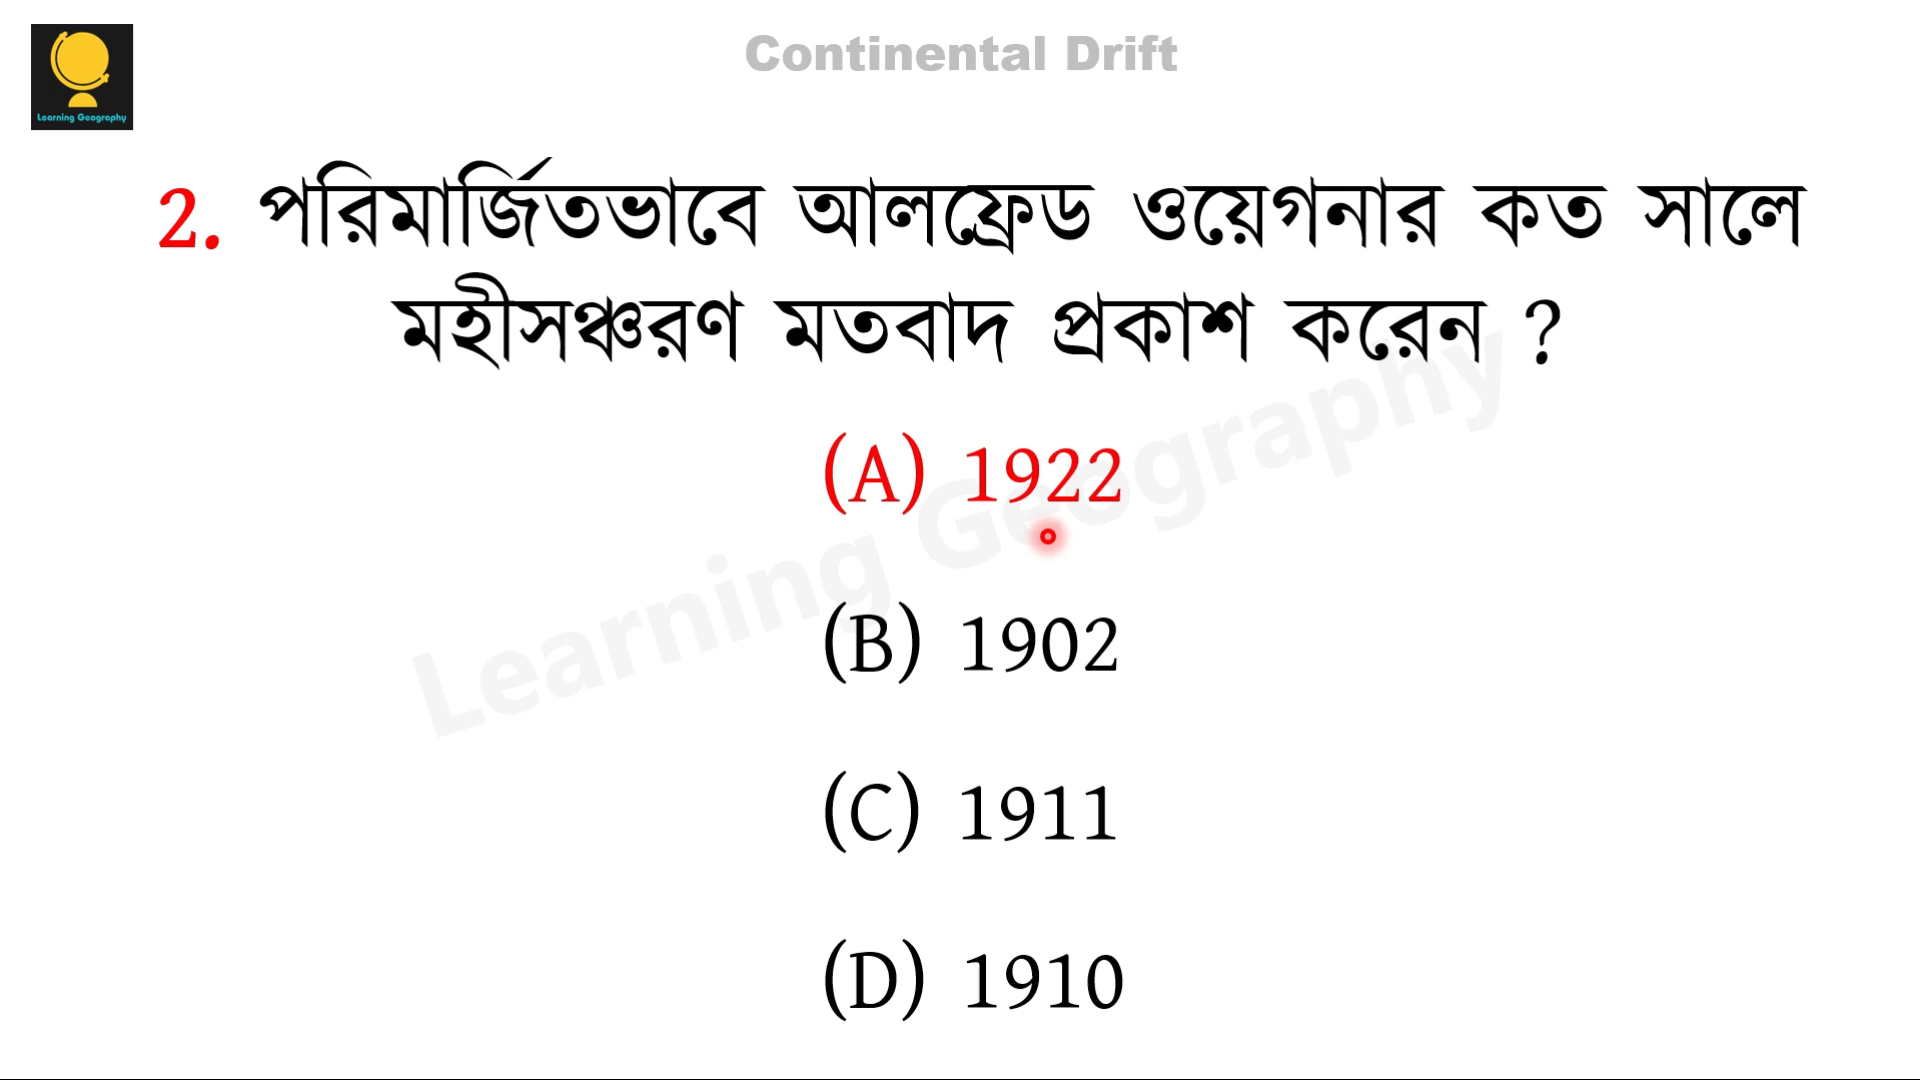 Continental Drift
Learning Geography
2. পরিমার্জিতভাবে আলফ্রেড ওয়েগনার কত সালে
মহীসঞ্চরণ মতবাদ প্রকাশ করেন ?
(A) 1922
(B) 1902
(C) 1911
(D) 1910
Learning Geography